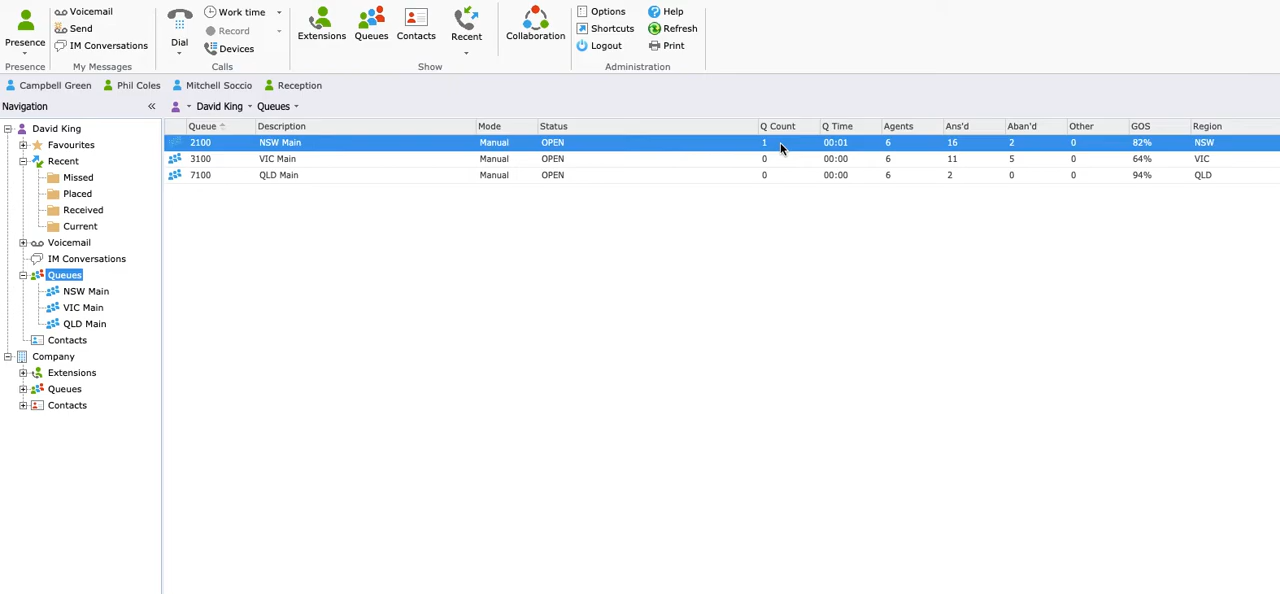 Presence
Presence
Voicemail
Send
IM Conversations
My Messages
Dial
Work time
Record
Devices
Calls
Extensions
Queues
Contacts
Recent
Show
Collaboration
Options
Shortcuts
Logout
Help
Refresh
Print
Administration
Campbell Green
Phil Coles
Mitchell Soccio
Reception
Navigation «
David King
Favourites
Recent
Missed
Placed
Received
Current
Voicemail
IM Conversations
Queues
NSW Main
VIC Main
QLD Main
Contacts
Company
Extensions
Queues
Contacts
David King Queues
Queue Description Mode Status Q Count Q Time Agents Ans'd Aban'd Other GOS Region
2100 NSW Main Manual OPEN 1 00:01 6 16 2 0 82% NSW
3100 VIC Main Manual OPEN 0 00:00 6 11 5 0 64% VIC
7100 QLD Main Manual OPEN 0 00:00 6 2 0 0 94% QLD